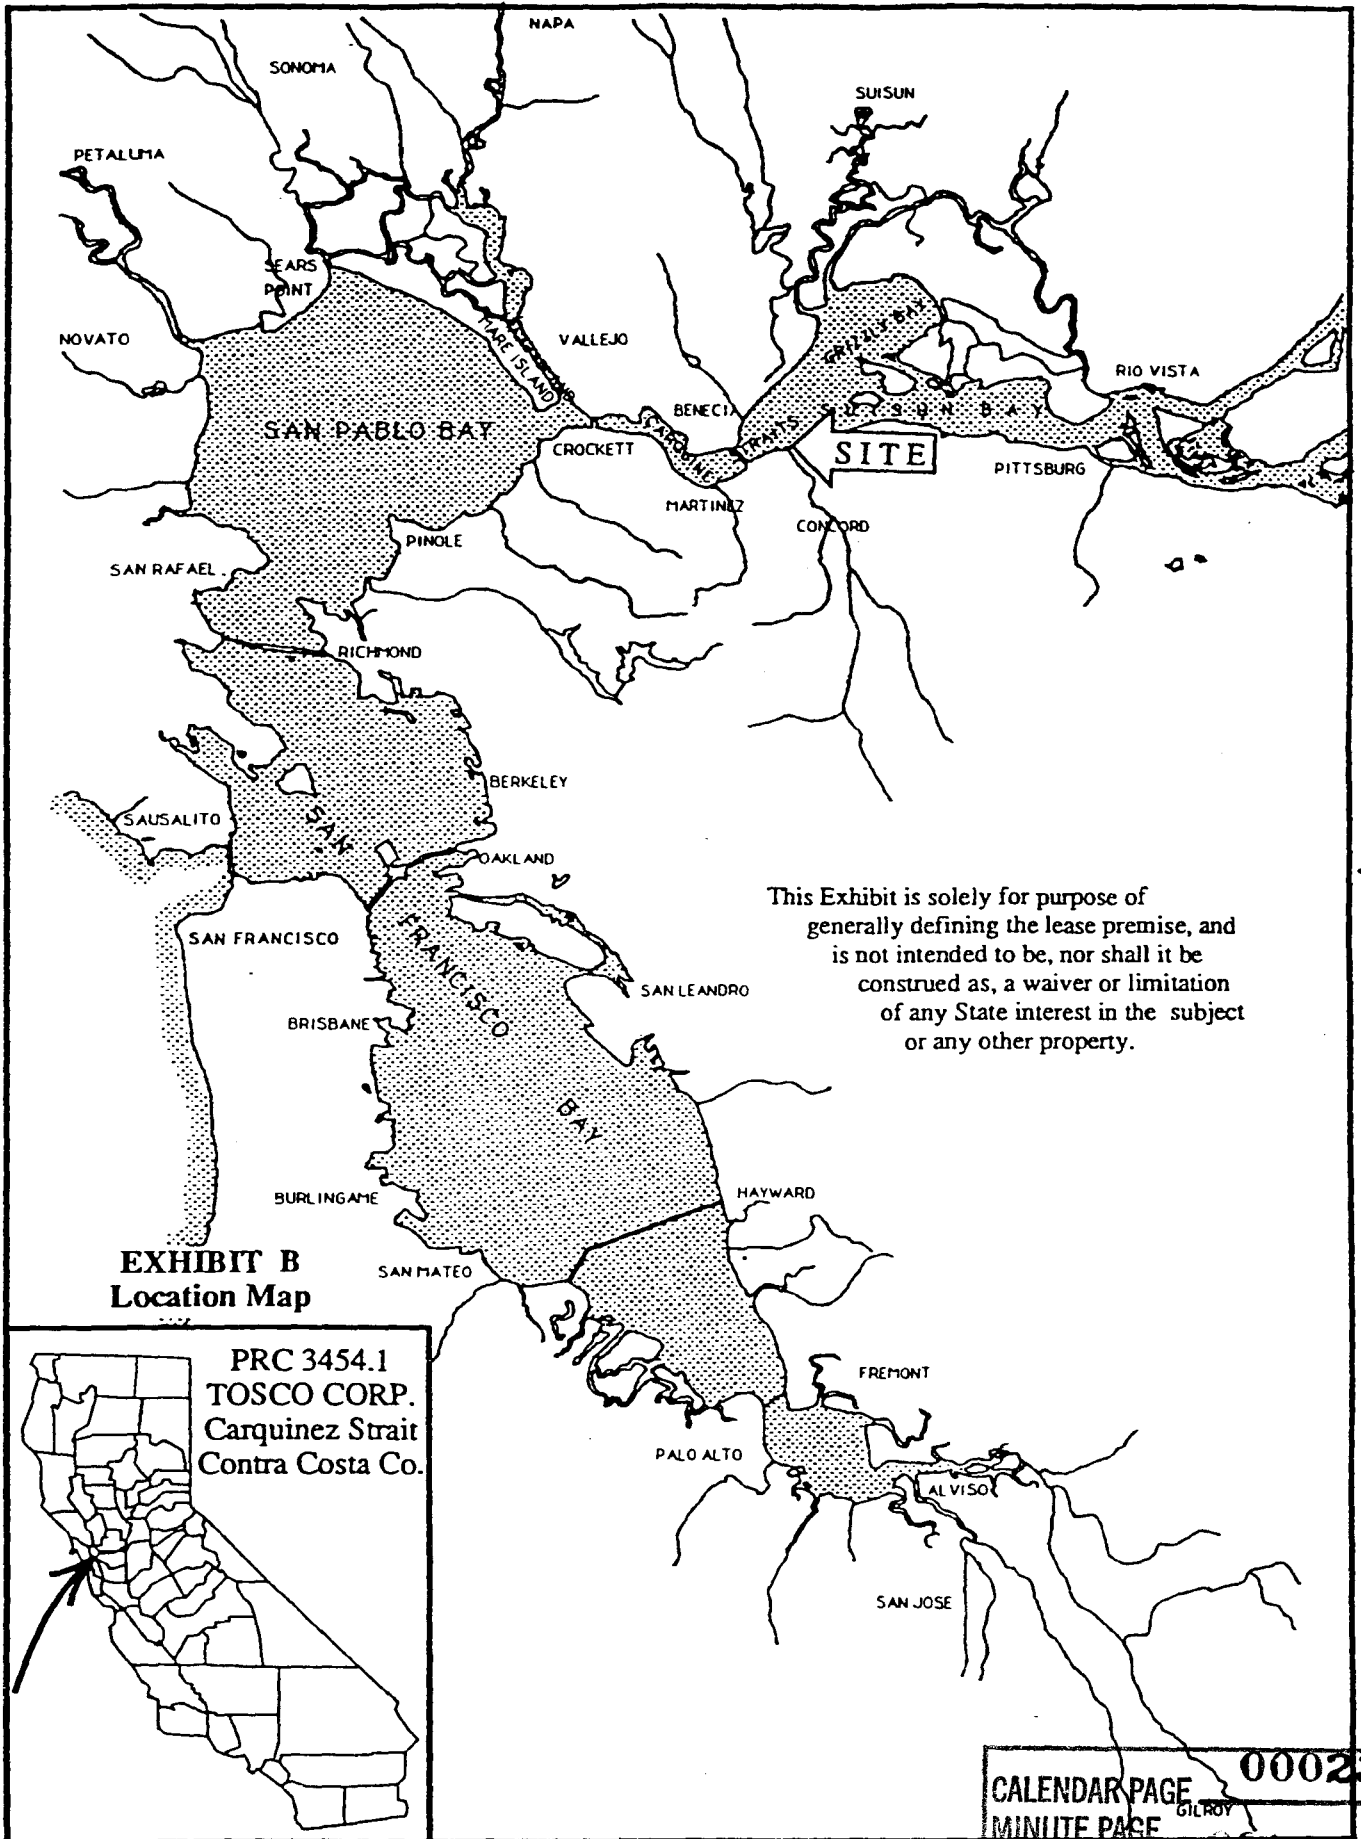 NAPA
SONOMA
SUISUN
PETALUMA
SEARS
POINT
NOVATO
MARE ISLAND
VALLEJO
GRIZZLY BAY
RIO VISTA
BENECIA
SUISUN BAY
SAN PABLO BAY
CROCKETT
STRAITS
SITE
PITTSBURG
MARTINEZ
CONCORD
PINOLE
SAN RAFAEL
RICHMOND
BERKELEY
SAUSALITO
OAKLAND
SAN FRANCISCO BAY
SAN FRANCISCO
This Exhibit is solely for purpose of
generally defining the lease premise, and
is not intended to be, nor shall it be
construed as, a waiver or limitation
of any State interest in the subject
or any other property.
SAN LEANDRO
BRISBANE
BURLINGAME
HAYWARD
EXHIBIT B
Location Map
SAN MATEO
PRC 3454.1
TOSCO CORP.
Carquinez Strait
Contra Costa Co.
FREMONT
PALO ALTO
ALVISO
SAN JOSE
CALENDAR PAGE
GILROY
MINUTE PAGE